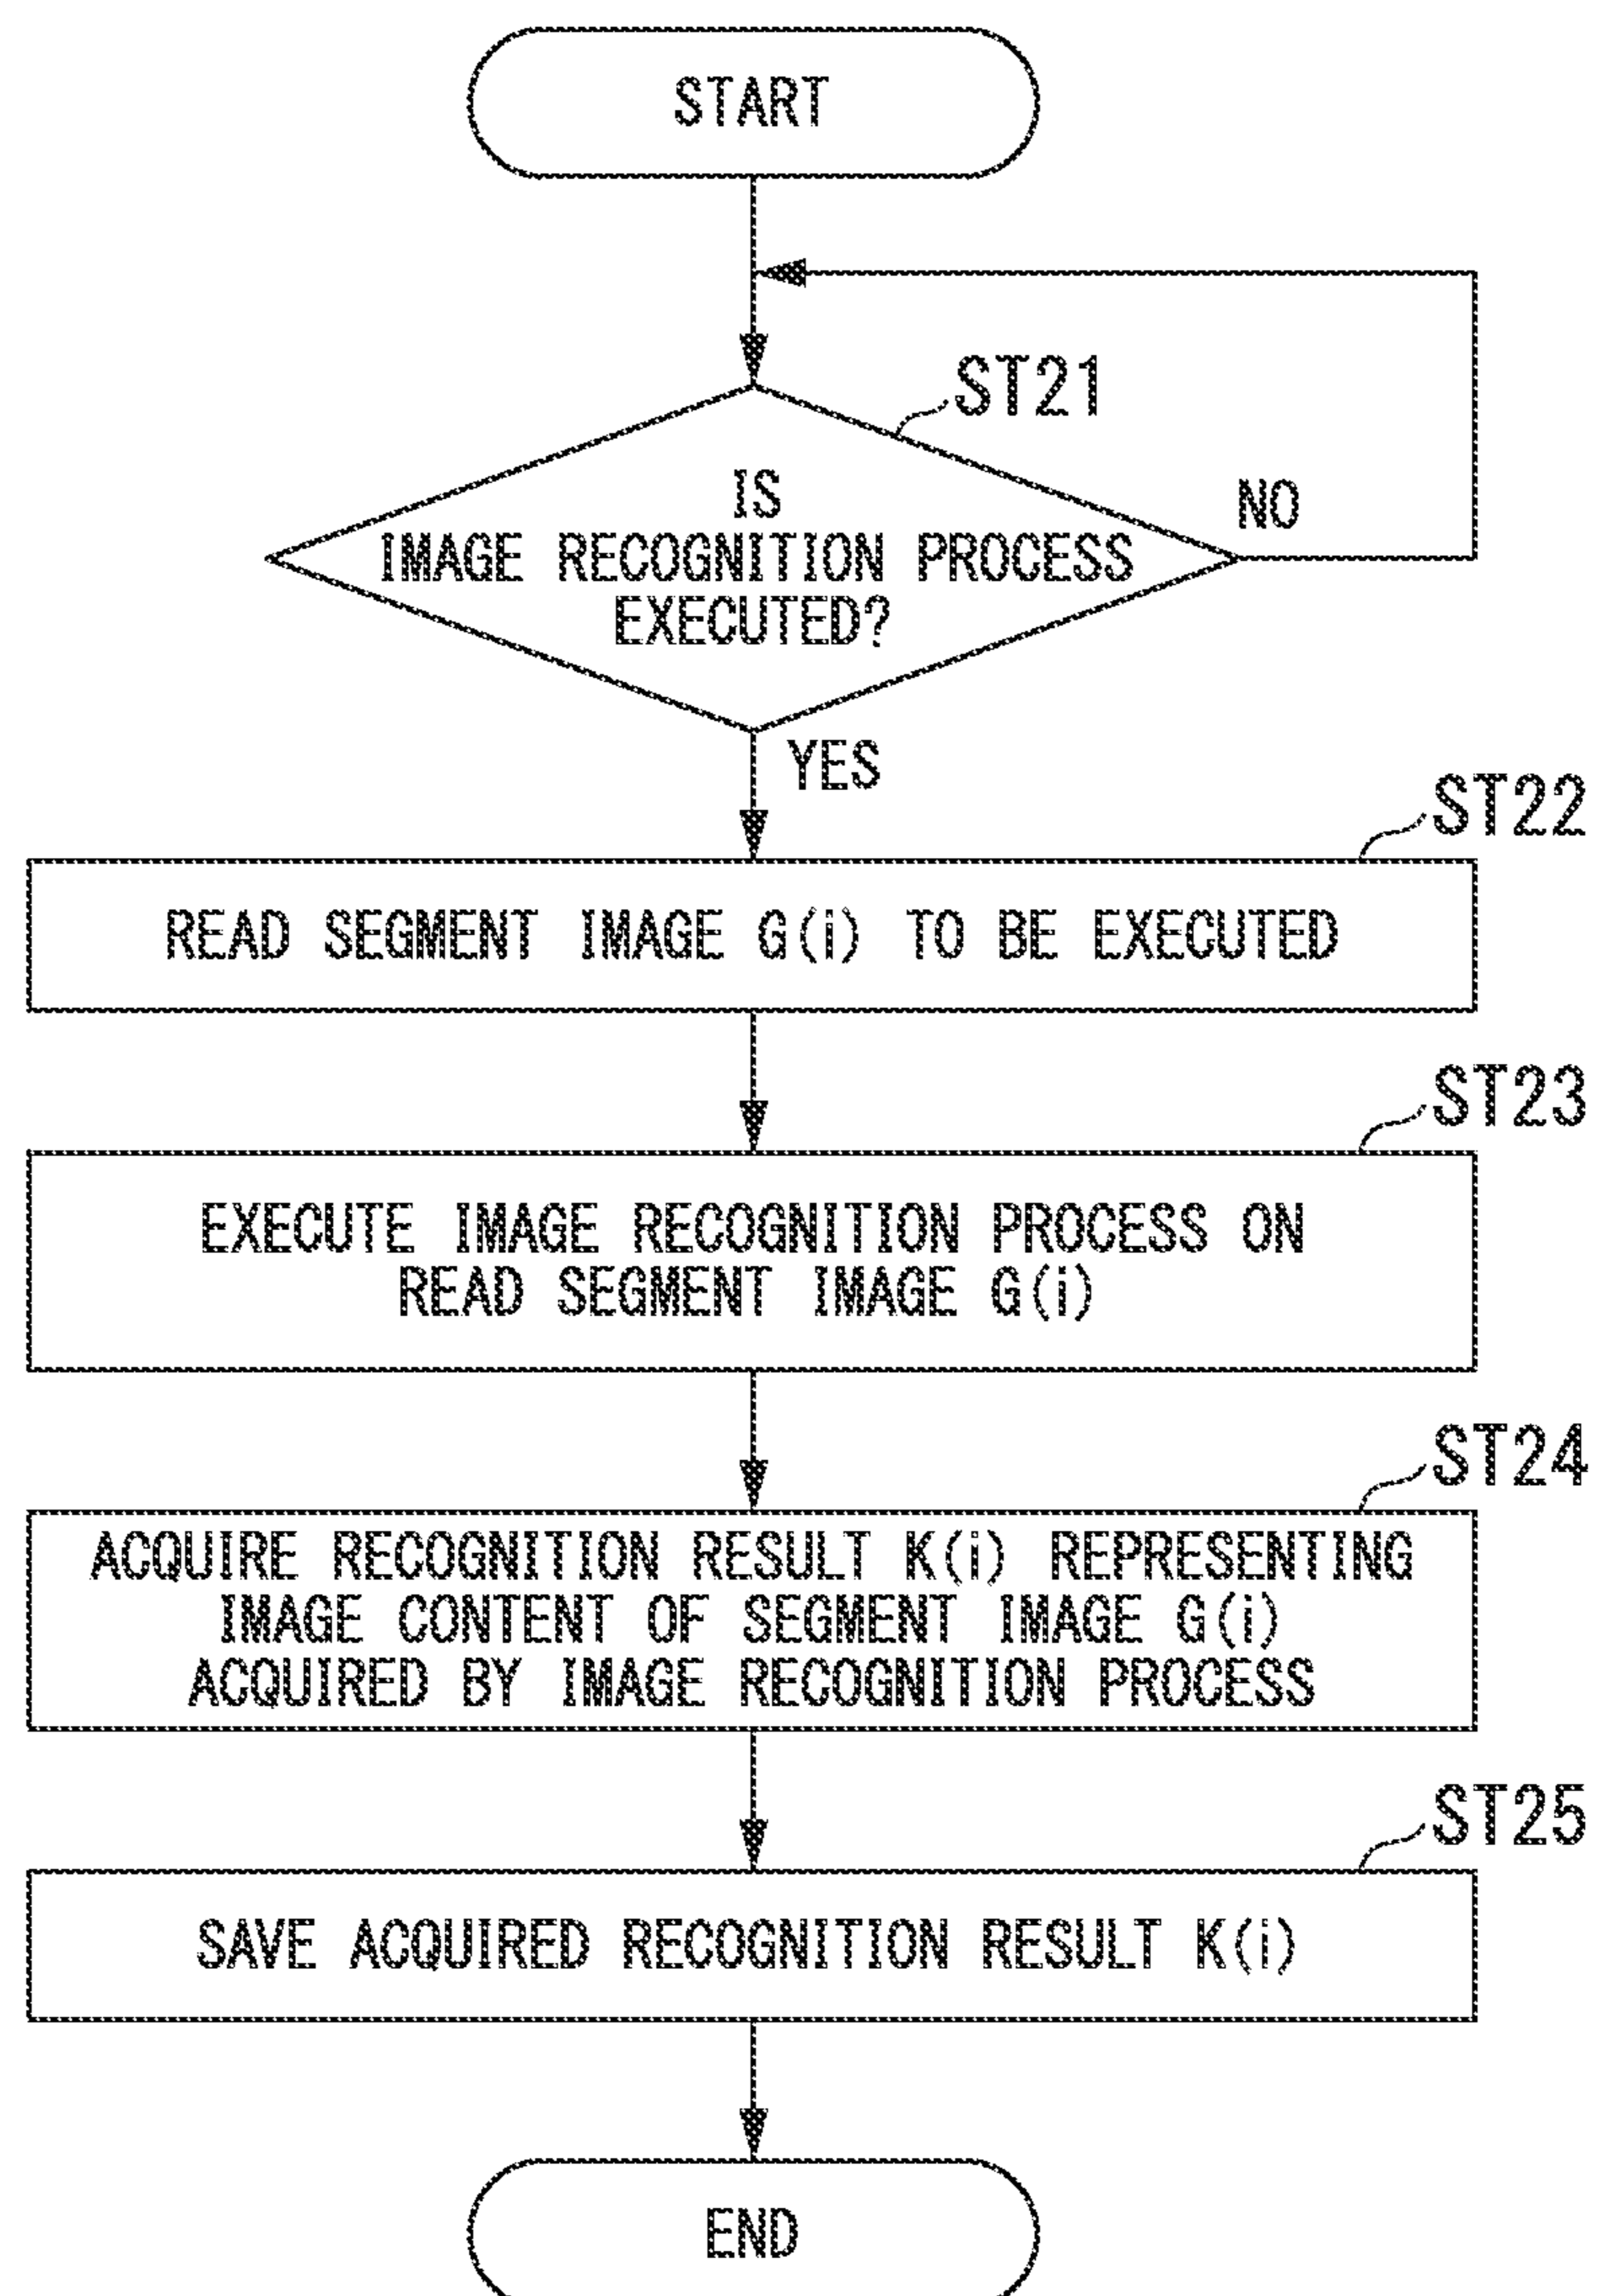 START
ST21
IS
IMAGE RECOGNITION PROCESS
EXECUTED?
NO
YES
ST22
READ SEGMENT IMAGE G(i) TO BE EXECUTED
ST23
EXECUTE IMAGE RECOGNITION PROCESS ON
READ SEGMENT IMAGE G(i)
ST24
ACQUIRE RECOGNITION RESULT K(i) REPRESENTING
IMAGE CONTENT OF SEGMENT IMAGE G(i)
ACQUIRED BY IMAGE RECOGNITION PROCESS
ST25
SAVE ACQUIRED RECOGNITION RESULT K(i)
END